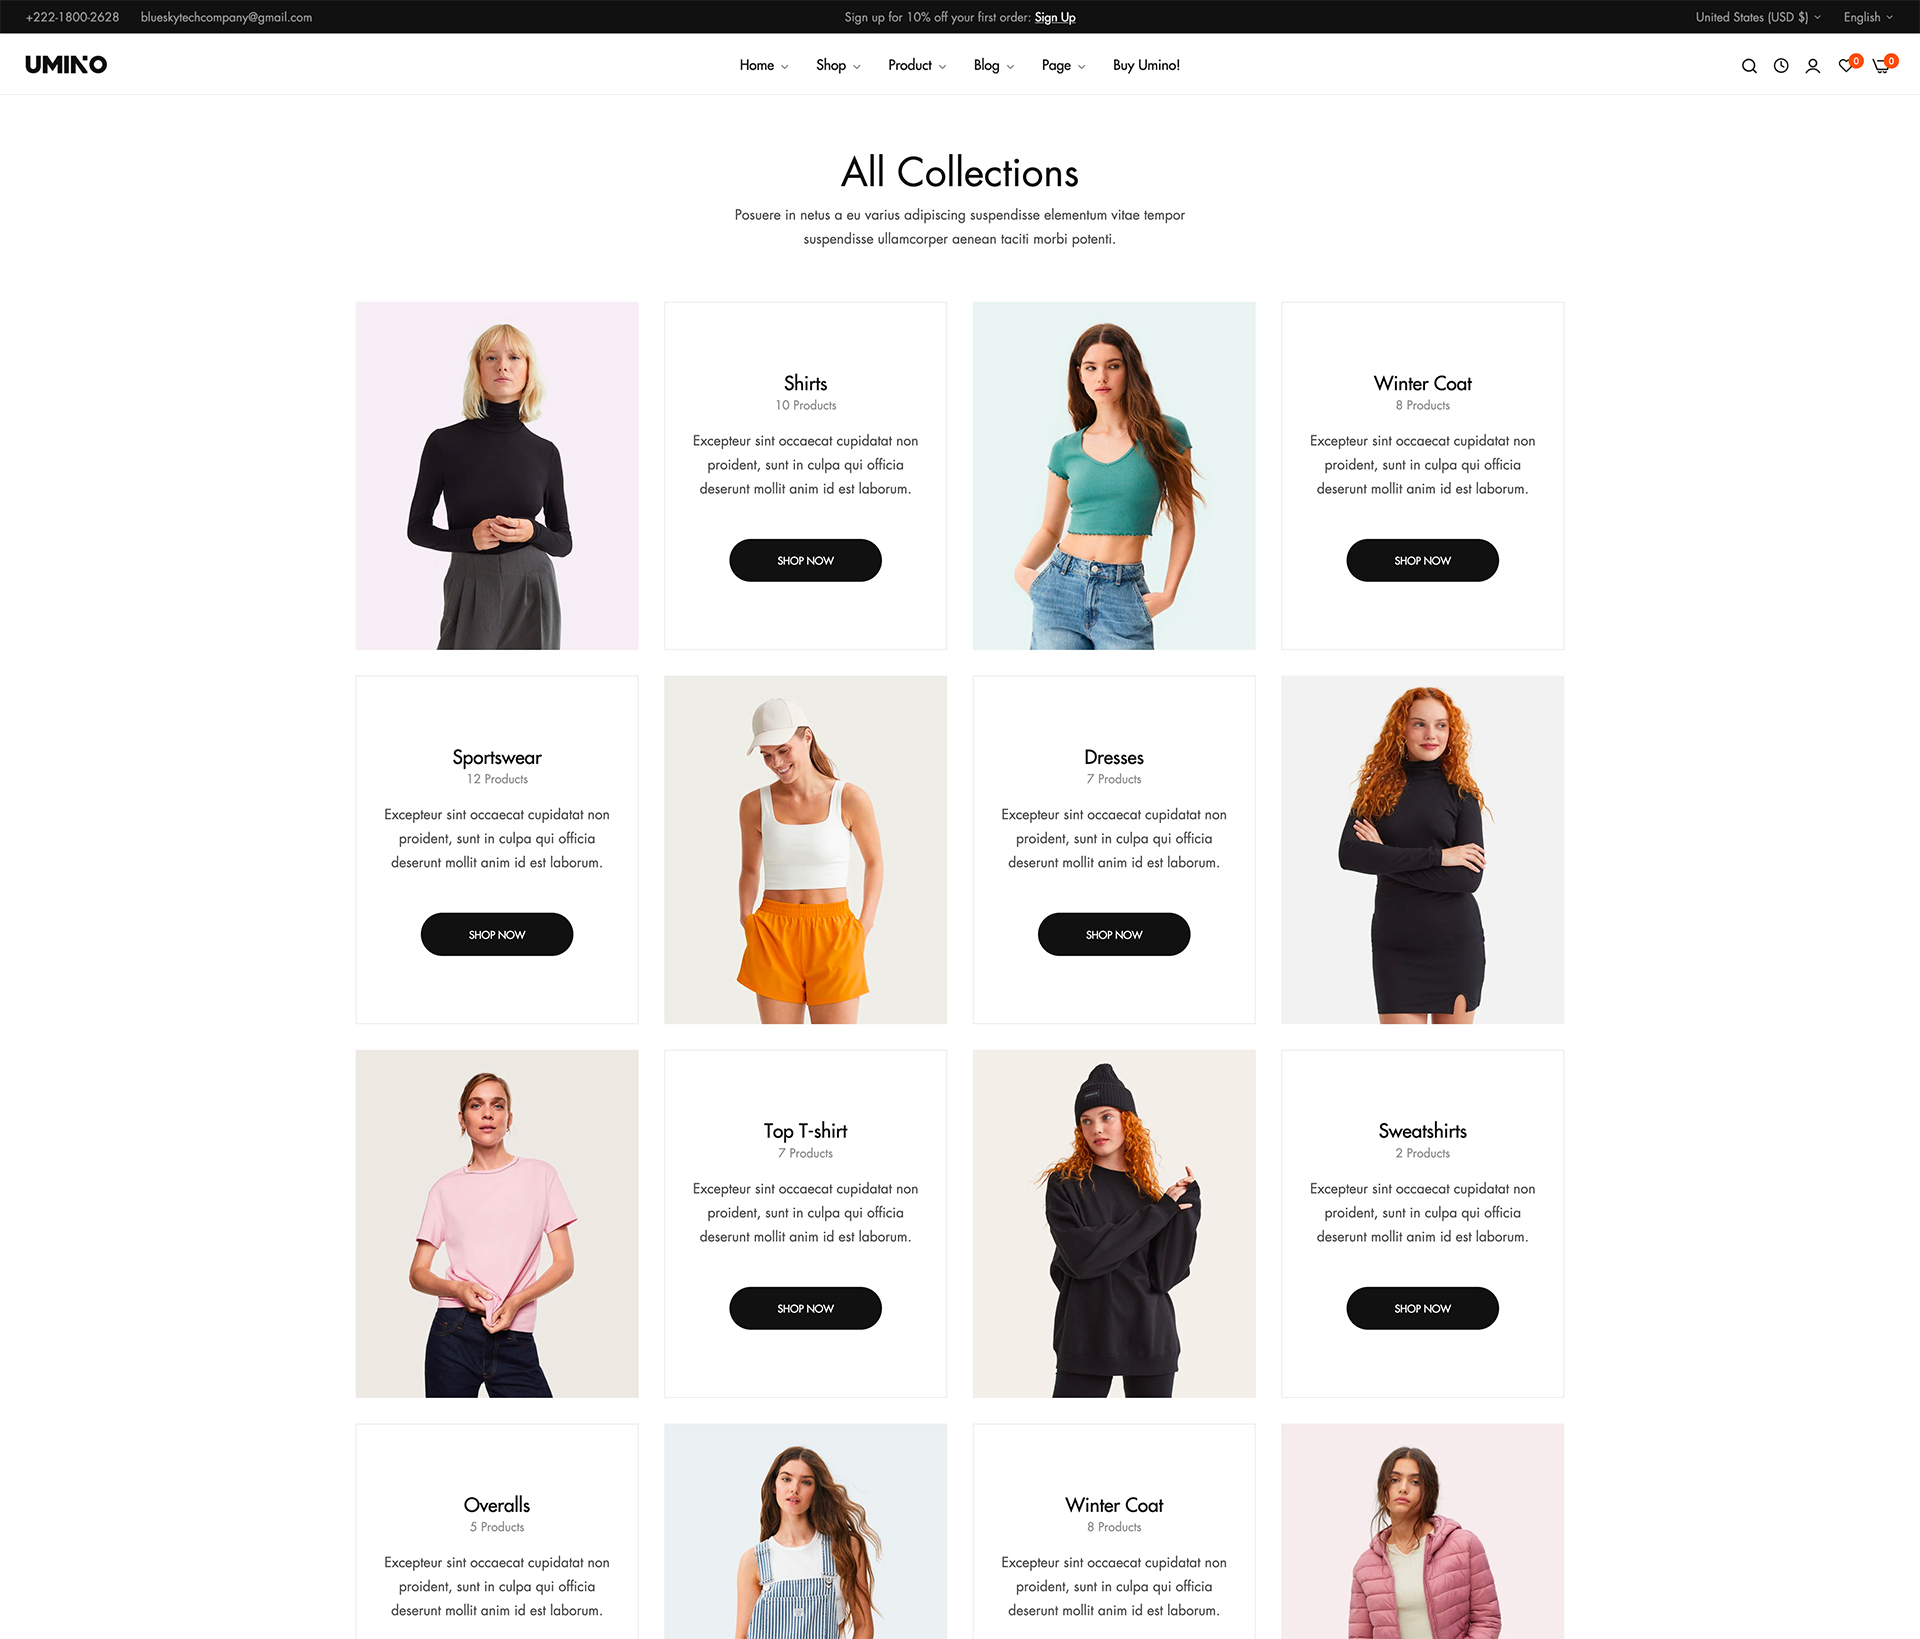 +222-1800-2628 blueskytechcompany@gmail.com Sign up for 10% off your first order: Sign Up United States (USD $) English
UMINO Home Shop Product Blog Page Buy Umino! 0 0
All Collections
Posuere in netus a eu varius adipiscing suspendisse elementum vitae tempor
suspendisse ullamcorper aenean taciti morbi potenti.
Shirts
10 Products
Excepteur sint occaecat cupidatat non
proident, sunt in culpa qui officia
deserunt mollit anim id est laborum.
SHOP NOW
Winter Coat
8 Products
Excepteur sint occaecat cupidatat non
proident, sunt in culpa qui officia
deserunt mollit anim id est laborum.
SHOP NOW
Sportswear
12 Products
Excepteur sint occaecat cupidatat non
proident, sunt in culpa qui officia
deserunt mollit anim id est laborum.
SHOP NOW
Dresses
7 Products
Excepteur sint occaecat cupidatat non
proident, sunt in culpa qui officia
deserunt mollit anim id est laborum.
SHOP NOW
Top T-shirt
7 Products
Excepteur sint occaecat cupidatat non
proident, sunt in culpa qui officia
deserunt mollit anim id est laborum.
SHOP NOW
Sweatshirts
2 Products
Excepteur sint occaecat cupidatat non
proident, sunt in culpa qui officia
deserunt mollit anim id est laborum.
SHOP NOW
Overalls
5 Products
Excepteur sint occaecat cupidatat non
proident, sunt in culpa qui officia
deserunt mollit anim id est laborum.
Winter Coat
8 Products
Excepteur sint occaecat cupidatat non
proident, sunt in culpa qui officia
deserunt mollit anim id est laborum.